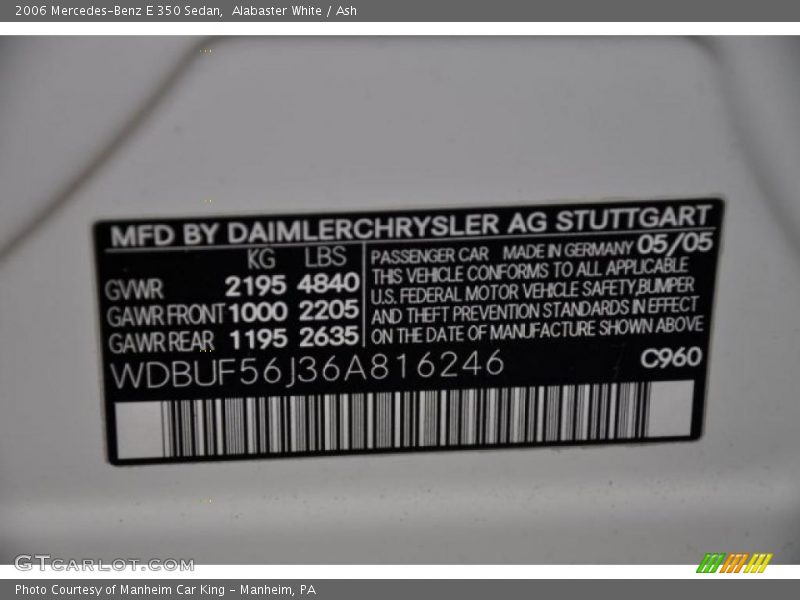 2006 Mercedes-Benz E 350 Sedan,  Alabaster White / Ash
MFD BY DAIMLERCHRYSLER AG STUTTGART
KG LBS
GVWR 2195 4840
GAWR FRONT 1000 2205
GAWR REAR 1195 2635
PASSENGER CAR MADE IN GERMANY 05/05
THIS VEHICLE CONFORMS TO ALL APPLICABLE
U.S. FEDERAL MOTOR VEHICLE SAFETY,BUMPER
AND THEFT PREVENTION STANDARDS IN EFFECT
ON THE DATE OF MANUFACTURE SHOWN ABOVE
WDBUF56J36A816246
C960
GTCARLOT.COM
Photo Courtesy of Manheim Car King - Manheim, PA